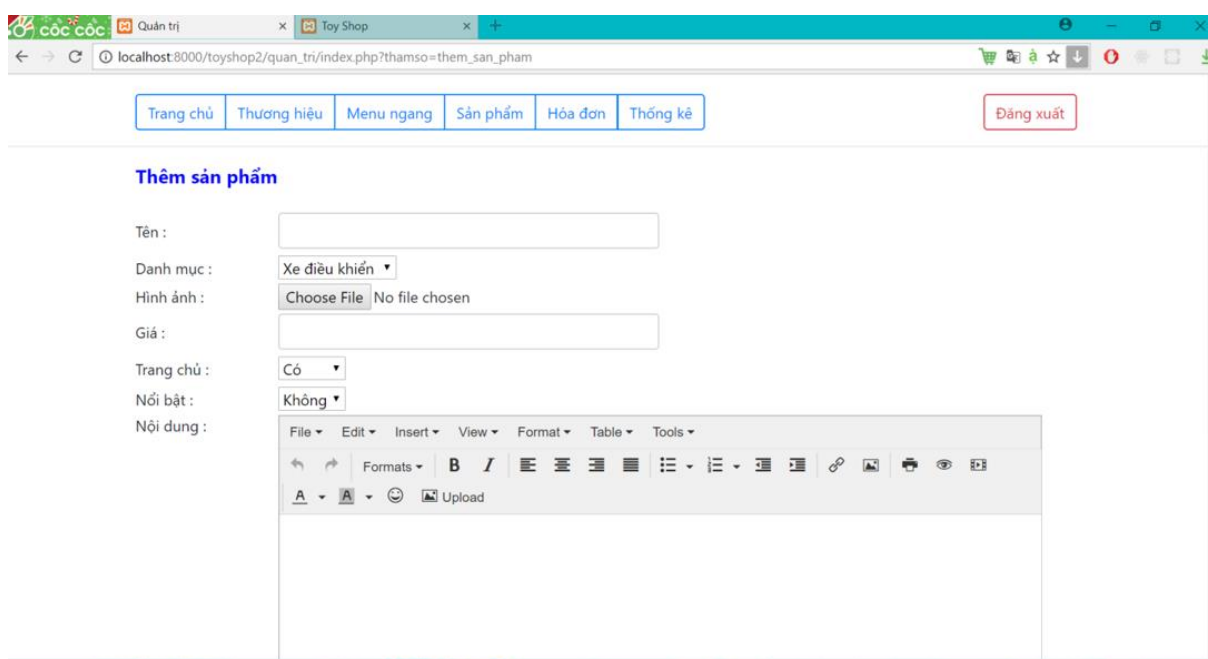 cốc cốc Quản trị Toy Shop
localhost:8000/toyshop2/quan_tri/index.php?thamso=them_san_pham
Trang chủ Thương hiệu Menu ngang Sản phẩm Hóa đơn Thống kê Đăng xuất
Thêm sản phẩm
Tên :
Danh mục : Xe điều khiển
Hình ảnh : Choose File No file chosen
Giá :
Trang chủ : Có
Nổi bật : Không
Nội dung :
File Edit Insert View Format Table Tools
Formats B I
A A Upload